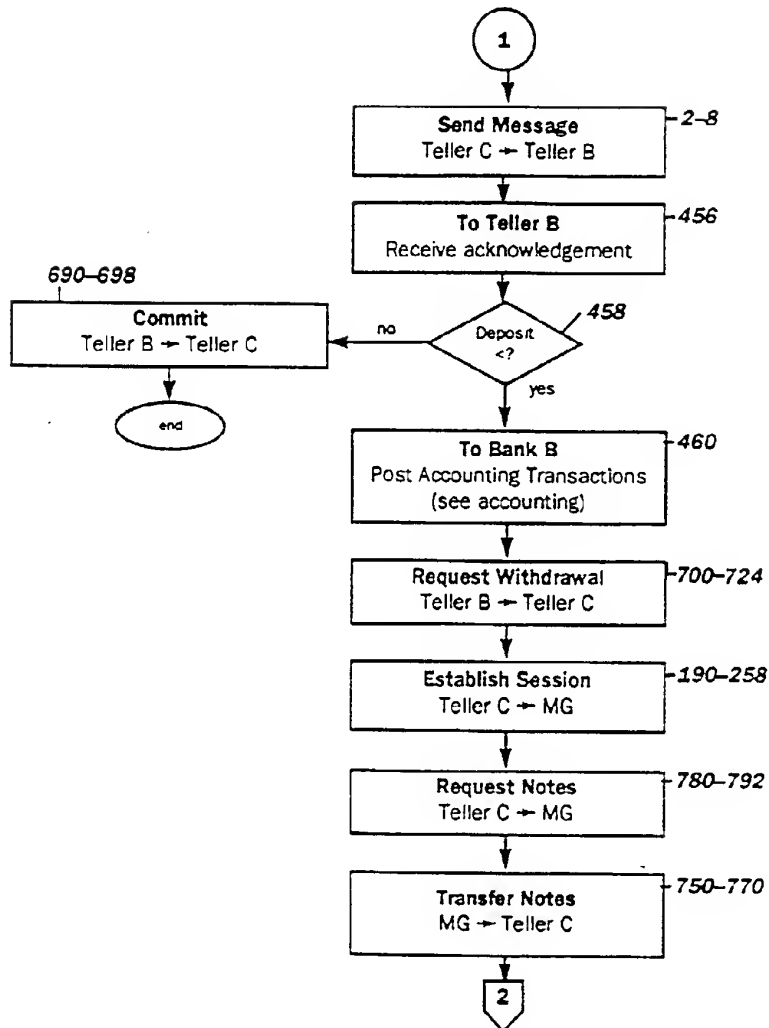 1
Send Message
Teller C → Teller B
2–8
To Teller B
Receive acknowledgement
456
690–698
Commit
Teller B → Teller C
no
Deposit
<?
458
yes
end
To Bank B
Post Accounting Transactions
(see accounting)
460
Request Withdrawal
Teller B → Teller C
700–724
Establish Session
Teller C → MG
190–258
Request Notes
Teller C → MG
780–792
Transfer Notes
MG → Teller C
750–770
2